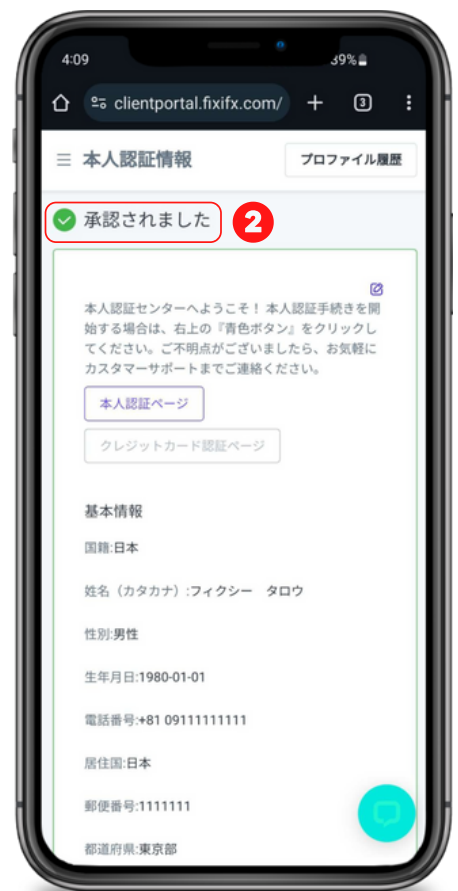 4:09
39%
clientportal.fixifx.com/
3
本人認証情報
プロファイル履歴
承認されました
2
本人認証センターへようこそ！ 本人認証手続きを開
始する場合は、右上の『青色ボタン』をクリックし
てください。ご不明点がございましたら、お気軽に
カスタマーサポートまでご連絡ください。
本人認証ページ
クレジットカード認証ページ
基本情報
国籍:日本
姓名（カタカナ）:フィクシー　タロウ
性別:男性
生年月日:1980-01-01
電話番号:+81 09111111111
居住国:日本
郵便番号:1111111
都道府県:東京部